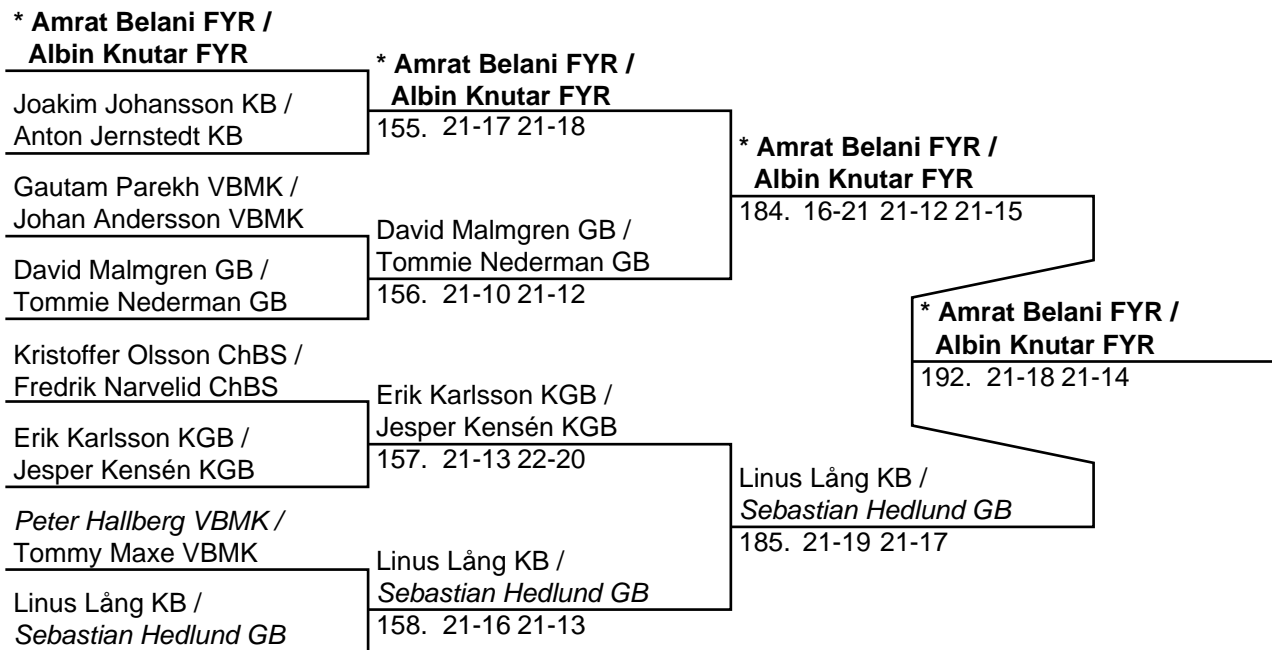 * Amrat Belani FYR /
Albin Knutar FYR
Joakim Johansson KB /
Anton Jernstedt KB
Gautam Parekh VBMK /
Johan Andersson VBMK
David Malmgren GB /
Tommie Nederman GB
Kristoffer Olsson ChBS /
Fredrik Narvelid ChBS
Erik Karlsson KGB /
Jesper Kensén KGB
Peter Hallberg VBMK /
Tommy Maxe VBMK
Linus Lång KB /
Sebastian Hedlund GB
* Amrat Belani FYR /
Albin Knutar FYR
155. 21-17 21-18
David Malmgren GB /
Tommie Nederman GB
156. 21-10 21-12
Erik Karlsson KGB /
Jesper Kensén KGB
157. 21-13 22-20
Linus Lång KB /
Sebastian Hedlund GB
158. 21-16 21-13
* Amrat Belani FYR /
Albin Knutar FYR
184. 16-21 21-12 21-15
Linus Lång KB /
Sebastian Hedlund GB
185. 21-19 21-17
* Amrat Belani FYR /
Albin Knutar FYR
192. 21-18 21-14